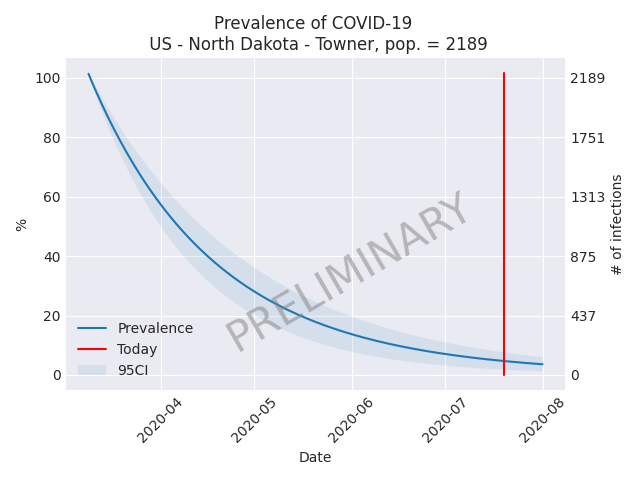 Prevalence of COVID-19
US - North Dakota - Towner, pop. = 2189
100
80
60
40
20
0
%
2189
1751
1313
875
437
0
# of infections
PRELIMINARY
Prevalence
Today
95CI
2020-04
2020-05
2020-06
2020-07
2020-08
Date